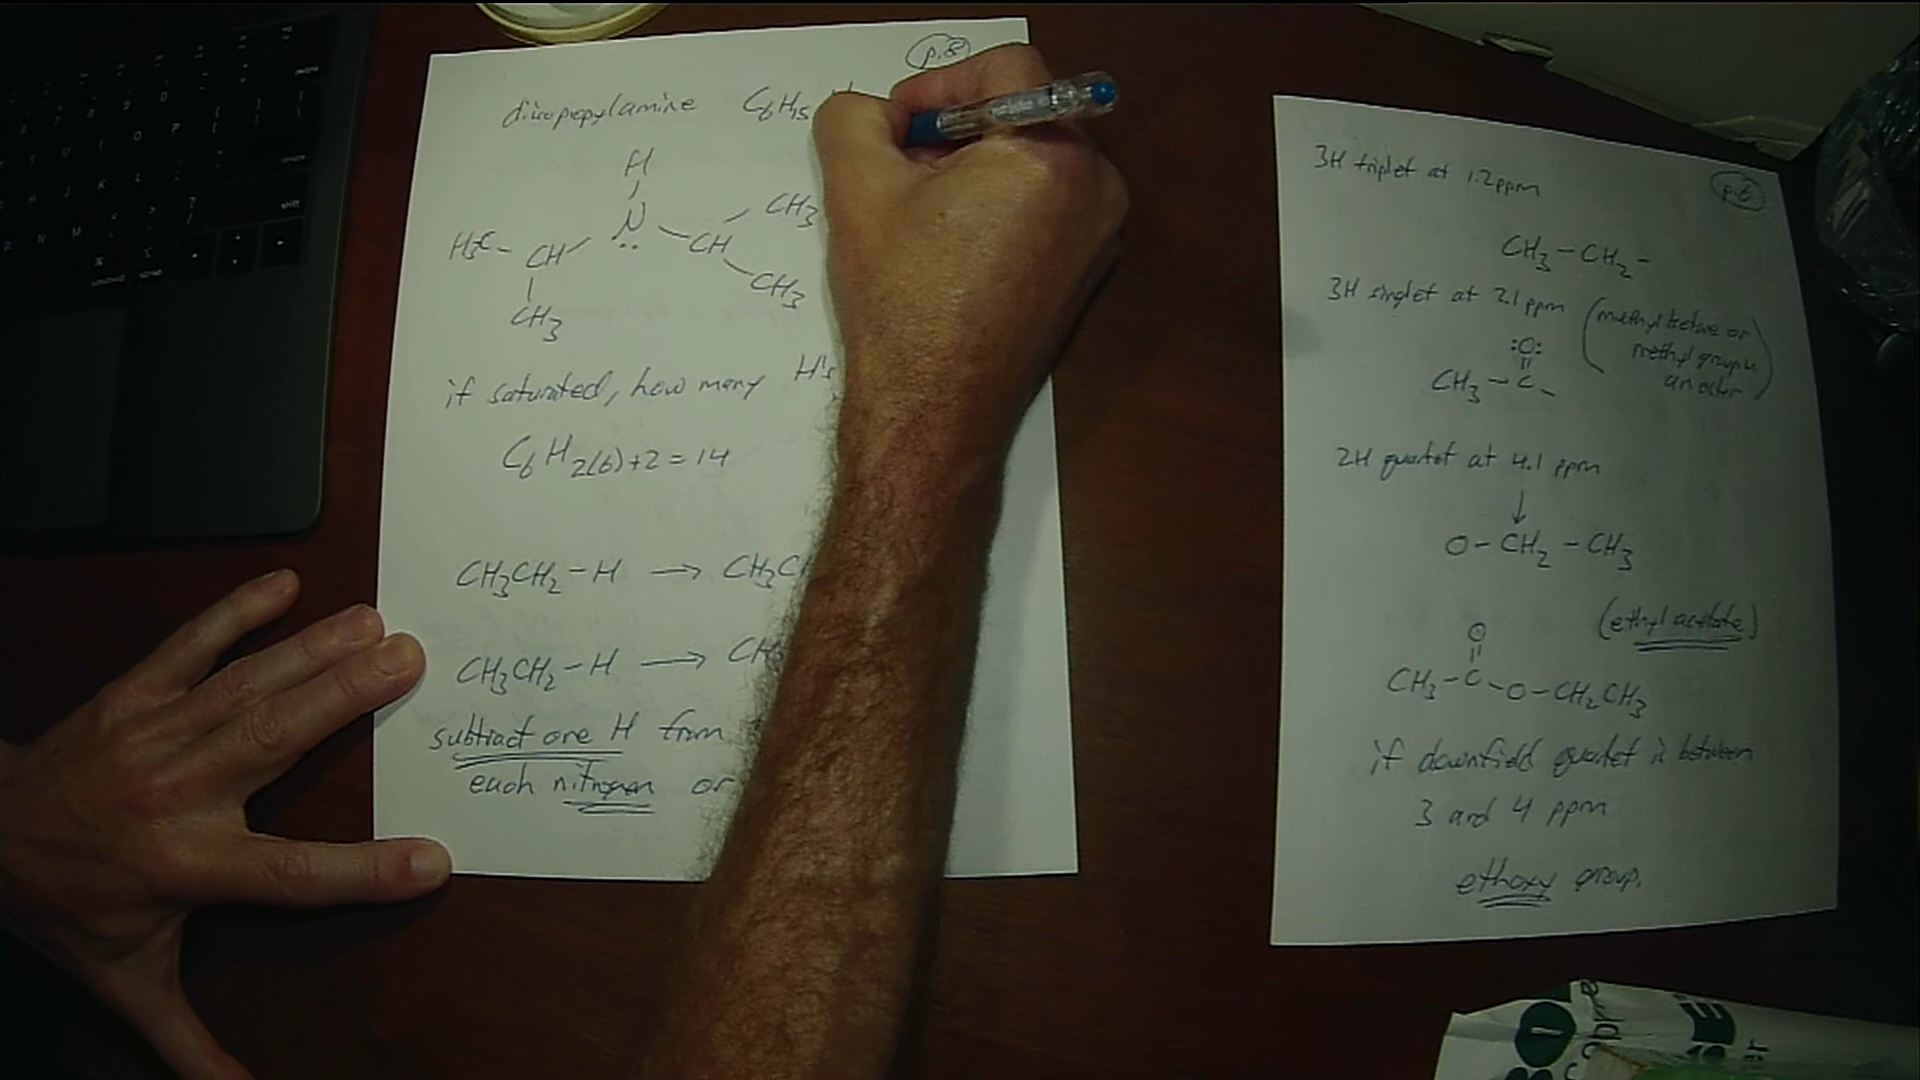 p.8
diisopropylamine C6H15
H
N
H3C - CH
CH3
CH
CH3
CH3
if saturated, how many H's
C6 H2(6)+2 = 14
CH3CH2-H → CH3C
CH3CH2-H → CH
subtract one H from
each nitrogen or
p.6
3H triplet at 1.2ppm
CH3-CH2-
3H singlet at 2.1 ppm (methyl ketone or
methyl group in
an ester)
:O:
CH3-C-
2H quartet at 4.1 ppm
↓
O-CH2-CH3
(ethyl acetate)
O
CH3-C-O-CH2CH3
if downfield quartet is between
3 and 4 ppm
ethoxy group.